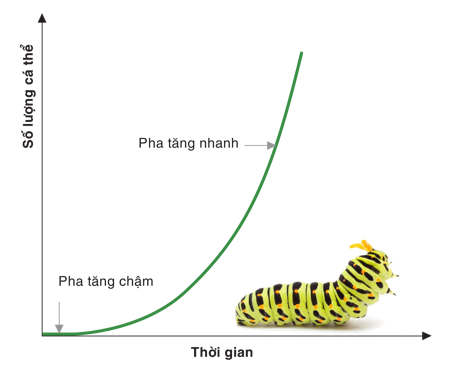 Số lượng cá thể
Pha tăng nhanh
Pha tăng chậm
Thời gian